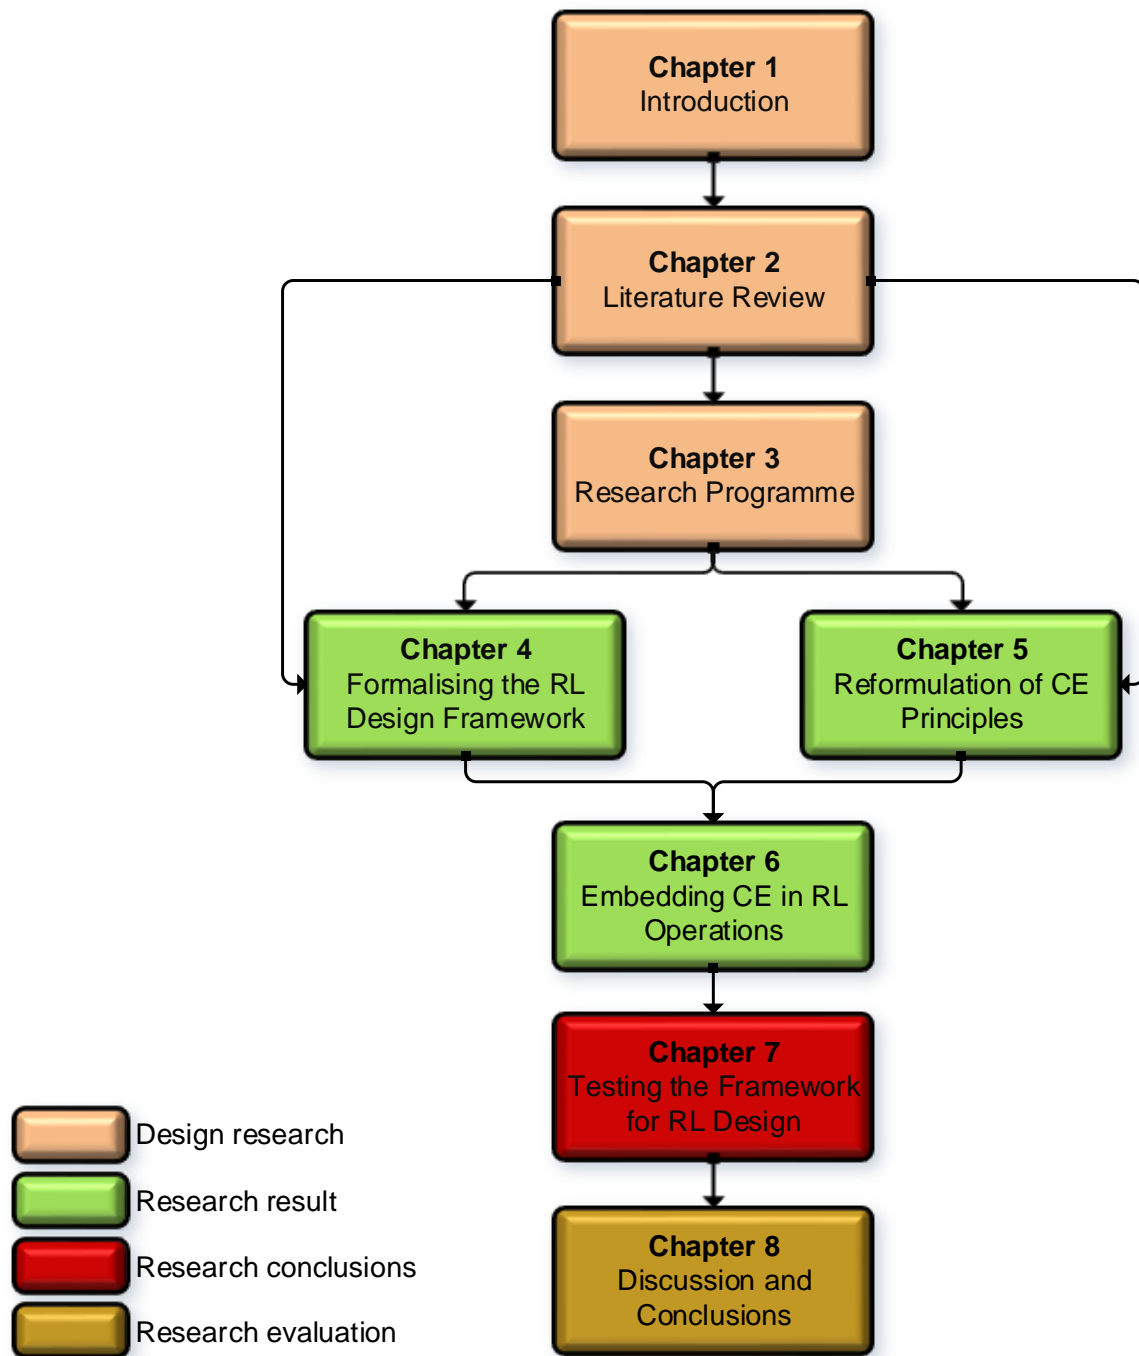 Chapter 1
Introduction
Chapter 2
Literature Review
Chapter 3
Research Programme
Chapter 4
Formalising the RL
Design Framework
Chapter 5
Reformulation of CE
Principles
Chapter 6
Embedding CE in RL
Operations
Chapter 7
Testing the Framework
for RL Design
Chapter 8
Discussion and
Conclusions
Design research
Research result
Research conclusions
Research evaluation